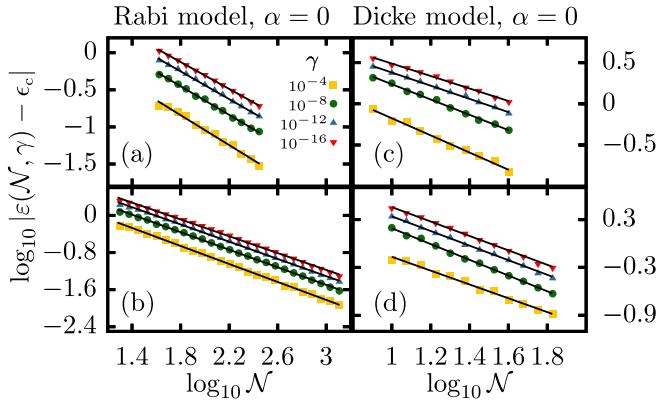 Rabi model, α = 0 Dicke model, α = 0
log₁₀ |ε(𝒩, γ) − ϵ_c|
0
−0.5
−1
−1.5
(a)
γ
10⁻⁴
10⁻⁸
10⁻¹²
10⁻¹⁶
(c)
0.5
0
−0.5
0
−0.8
−1.6
−2.4
(b)
(d)
0.3
−0.3
−0.9
1.4 1.8 2.2 2.6 3
1 1.2 1.4 1.6 1.8
log₁₀ 𝒩 log₁₀ 𝒩